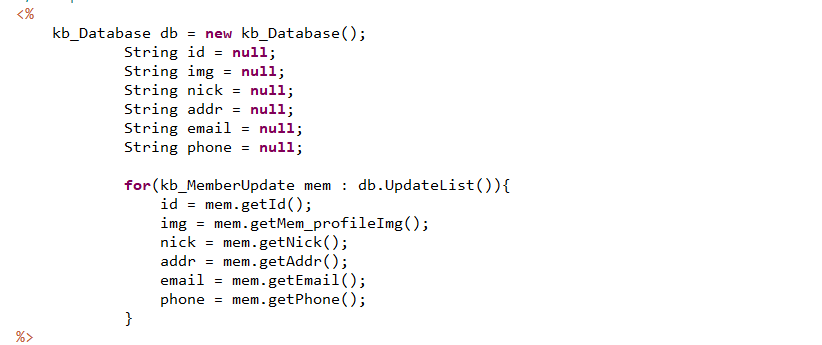 <%
kb_Database db = new kb_Database();
String id = null;
String img = null;
String nick = null;
String addr = null;
String email = null;
String phone = null;
for(kb_MemberUpdate mem : db.UpdateList()){
id = mem.getId();
img = mem.getMem_profileImg();
nick = mem.getNick();
addr = mem.getAddr();
email = mem.getEmail();
phone = mem.getPhone();
}
%>